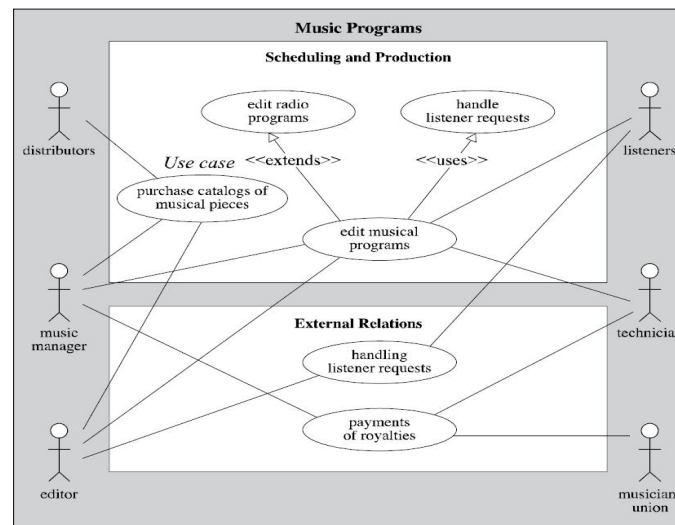 Music Programs
Scheduling and Production
edit radio
programs
handle
listener requests
distributors
listeners
Use case
<<extends>>
<<uses>>
purchase catalogs of
musical pieces
edit musical
programs
music
manager
External Relations
technicia
handling
listener requests
payments
of royalties
editor
musician
union